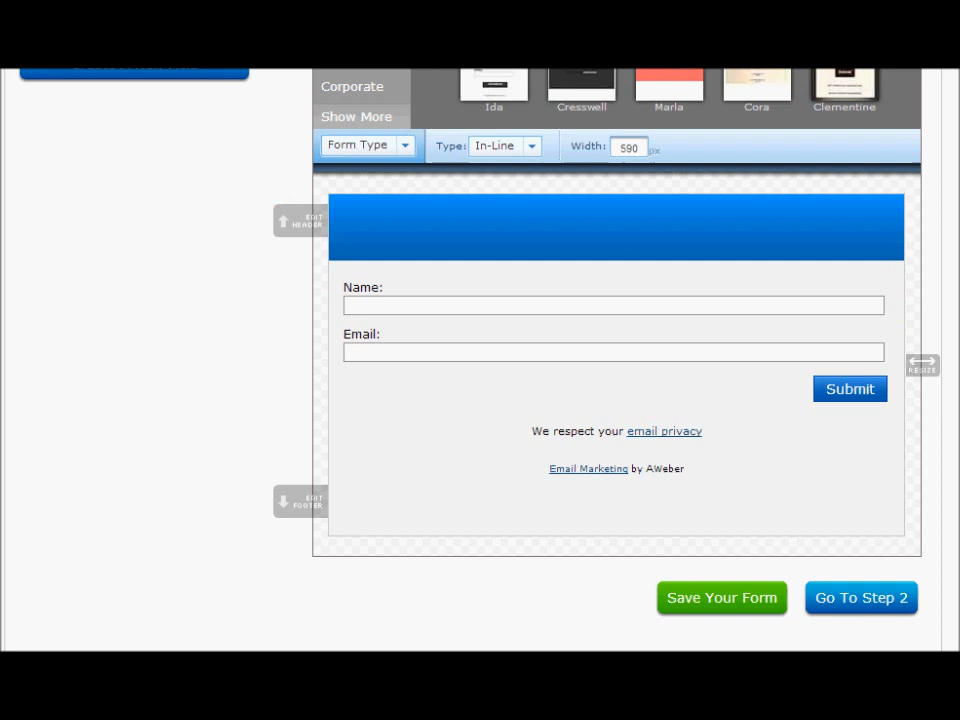 Corporate
Show More
Ida
Cresswell
Marla
Cora
Clementine
Form Type
Type:
In-Line
Width:
590
px
EDIT
HEADER
Name:
Email:
RESIZE
Submit
We respect your email privacy
Email Marketing by AWeber
EDIT
FOOTER
Save Your Form
Go To Step 2